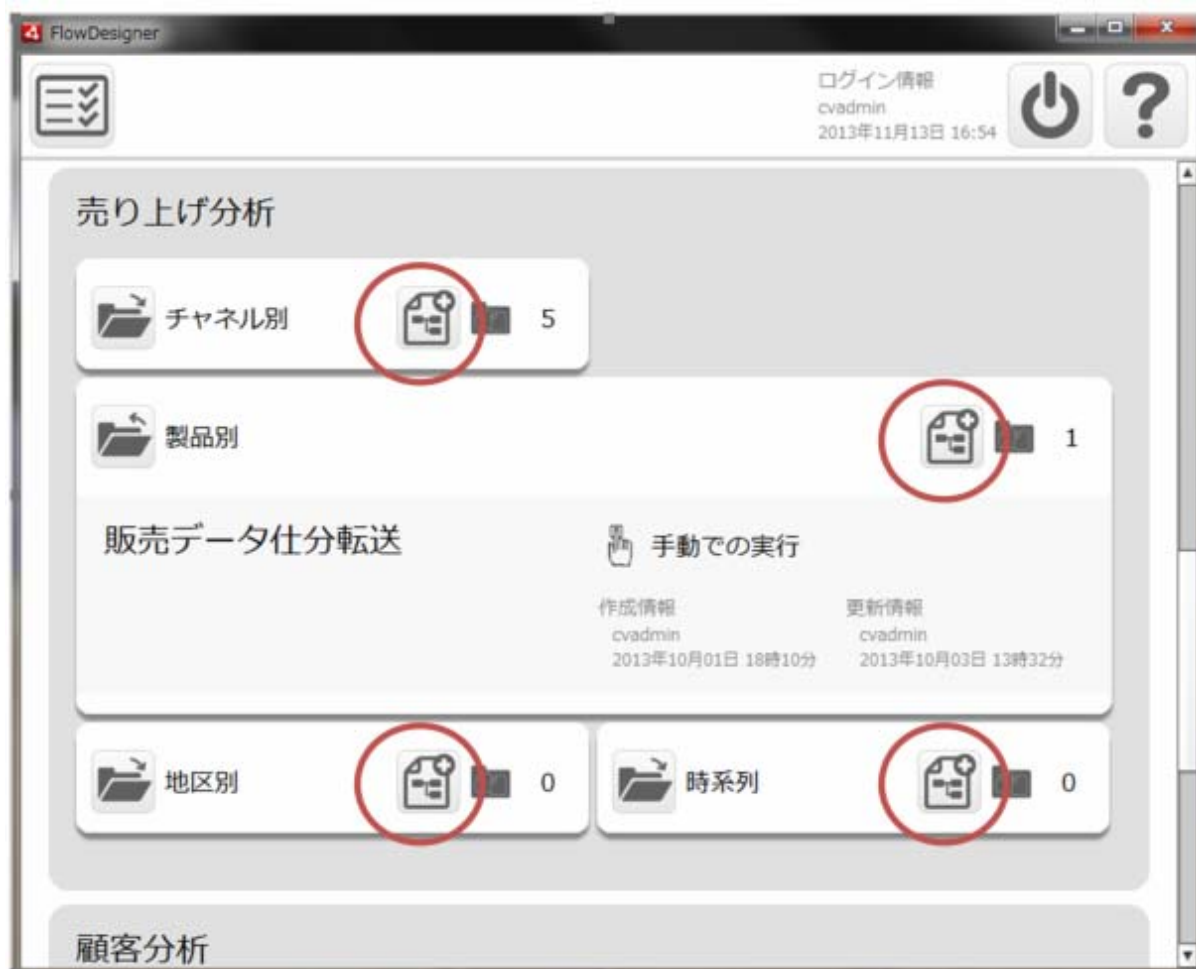 FlowDesigner
ログイン情報
cvadmin
2013年11月13日 16:54
売り上げ分析
チャネル別 5
製品別 1
販売データ仕分転送
手動での実行
作成情報 更新情報
cvadmin cvadmin
2013年10月01日 18時10分 2013年10月03日 13時32分
地区別 0 時系列 0
顧客分析